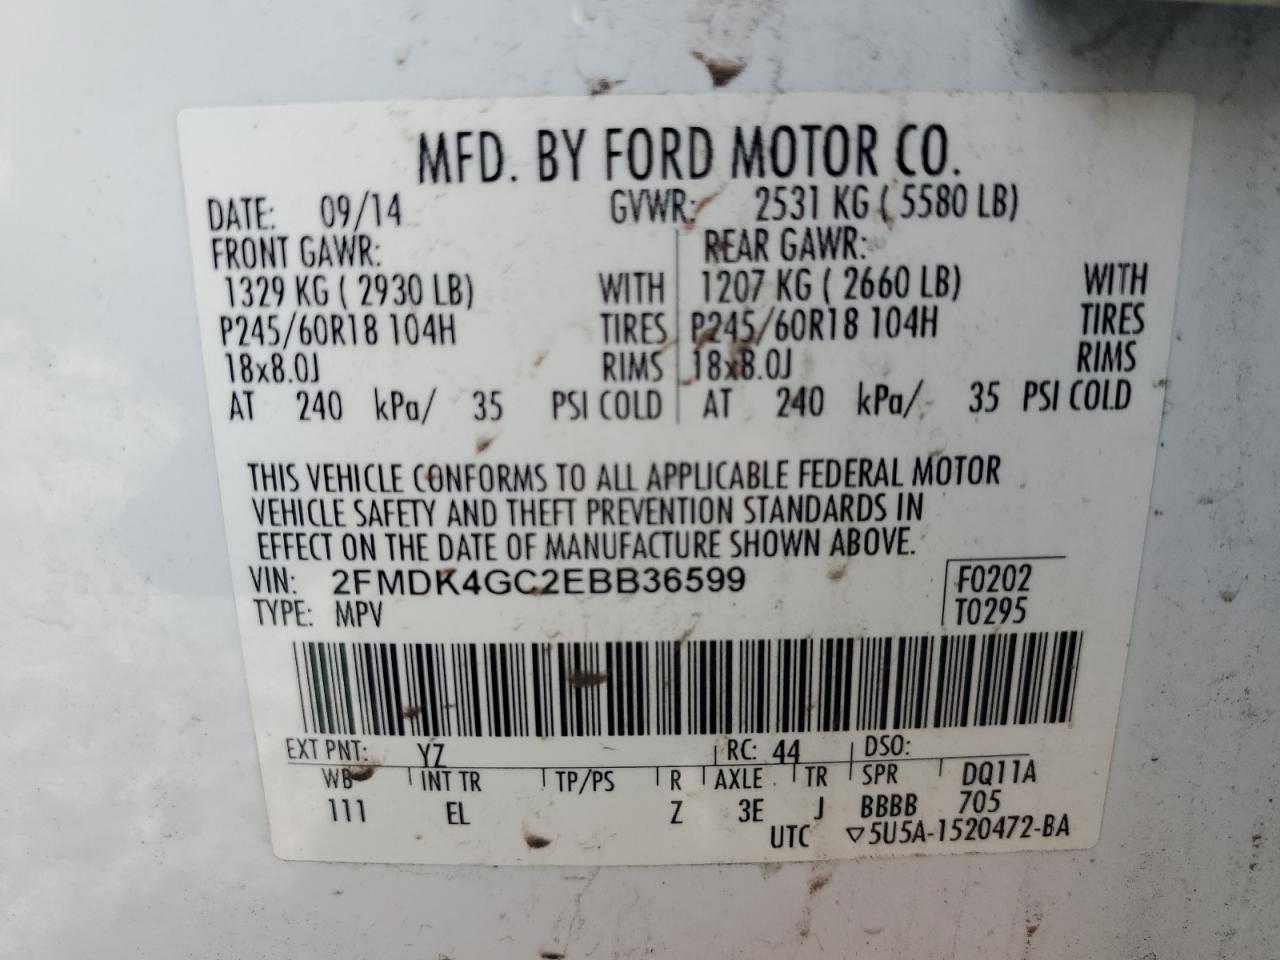 MFD. BY FORD MOTOR CO.
DATE: 09/14 GVWR: 2531 KG ( 5580 LB)
FRONT GAWR: REAR GAWR:
1329 KG ( 2930 LB) WITH 1207 KG ( 2660 LB) WITH
P245/60R18 104H TIRES P245/60R18 104H TIRES
18x8.0J RIMS 18x8.0J RIMS
AT 240 kPa/ 35 PSI COLD AT 240 kPa/ 35 PSI COLD
THIS VEHICLE CONFORMS TO ALL APPLICABLE FEDERAL MOTOR
VEHICLE SAFETY AND THEFT PREVENTION STANDARDS IN
EFFECT ON THE DATE OF MANUFACTURE SHOWN ABOVE.
VIN: 2FMDK4GC2EBB36599 F0202
TYPE: MPV T0295
EXT PNT: YZ RC: 44 DSO:
WB INT TR TP/PS R AXLE TR SPR DQ11A
111 EL Z 3E J BBBB 705
UTC ▽5U5A-1520472-BA